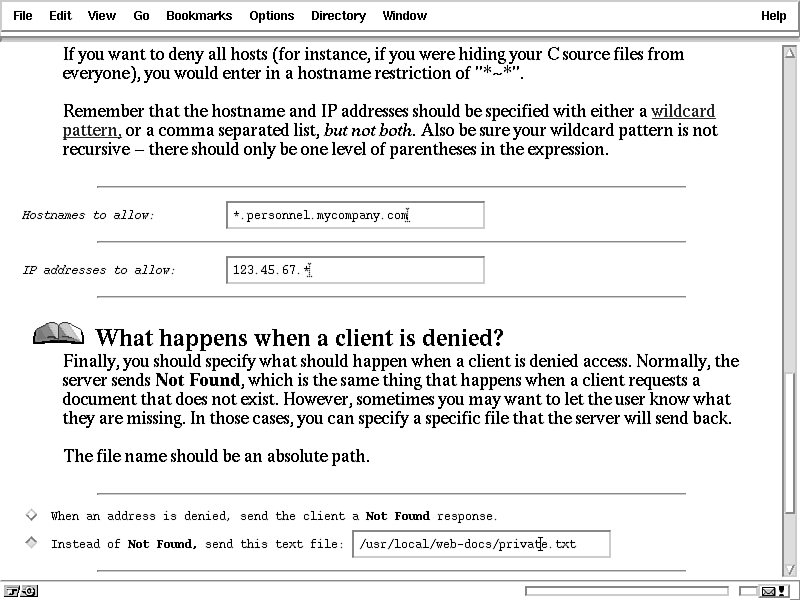 File Edit View Go Bookmarks Options Directory Window Help
If you want to deny all hosts (for instance, if you were hiding your C source files from
everyone), you would enter in a hostname restriction of "*~*".
Remember that the hostname and IP addresses should be specified with either a wildcard
pattern, or a comma separated list, but not both. Also be sure your wildcard pattern is not
recursive – there should only be one level of parentheses in the expression.
Hostnames to allow: *.personnel.mycompany.com
IP addresses to allow: 123.45.67.*
What happens when a client is denied?
Finally, you should specify what should happen when a client is denied access. Normally, the
server sends Not Found, which is the same thing that happens when a client requests a
document that does not exist. However, sometimes you may want to let the user know what
they are missing. In those cases, you can specify a specific file that the server will send back.
The file name should be an absolute path.
When an address is denied, send the client a Not Found response.
Instead of Not Found, send this text file: /usr/local/web-docs/private.txt